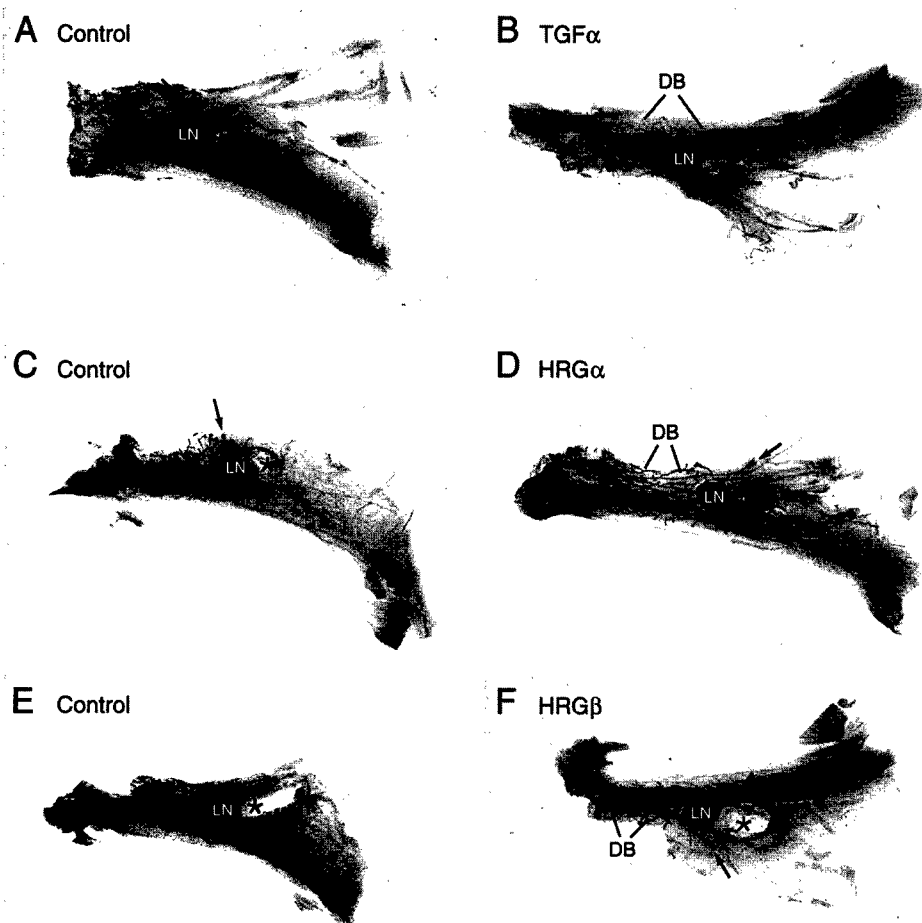 A Control
LN
B TGFα
DB
LN
C Control
LN
D HRGα
DB
LN
E Control
LN *
F HRGβ
LN
*
DB